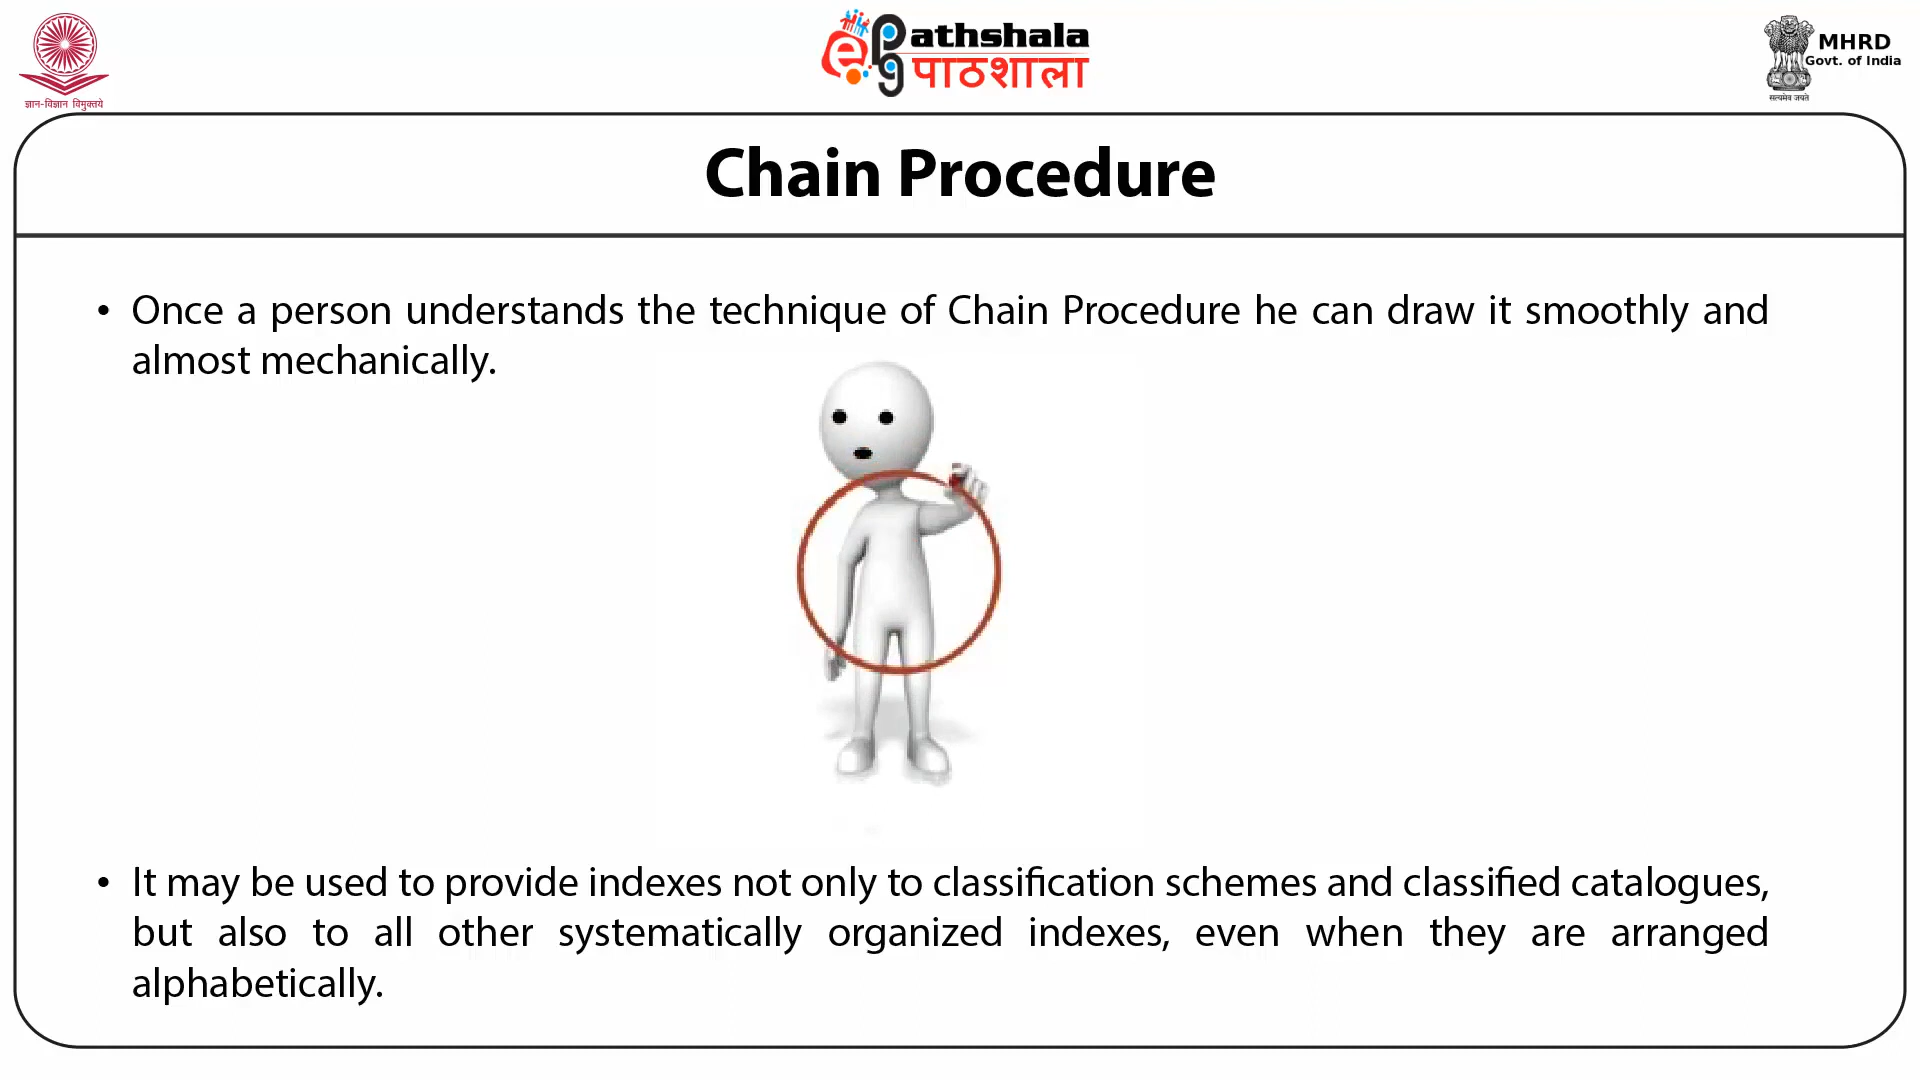 ज्ञान-विज्ञान विमुक्तये
ePathshala
पाठशाला
MHRD
Govt. of India
सत्यमेव जयते
Chain Procedure
• Once a person understands the technique of Chain Procedure he can draw it smoothly and
almost mechanically.
• It may be used to provide indexes not only to classification schemes and classified catalogues,
but also to all other systematically organized indexes, even when they are arranged
alphabetically.